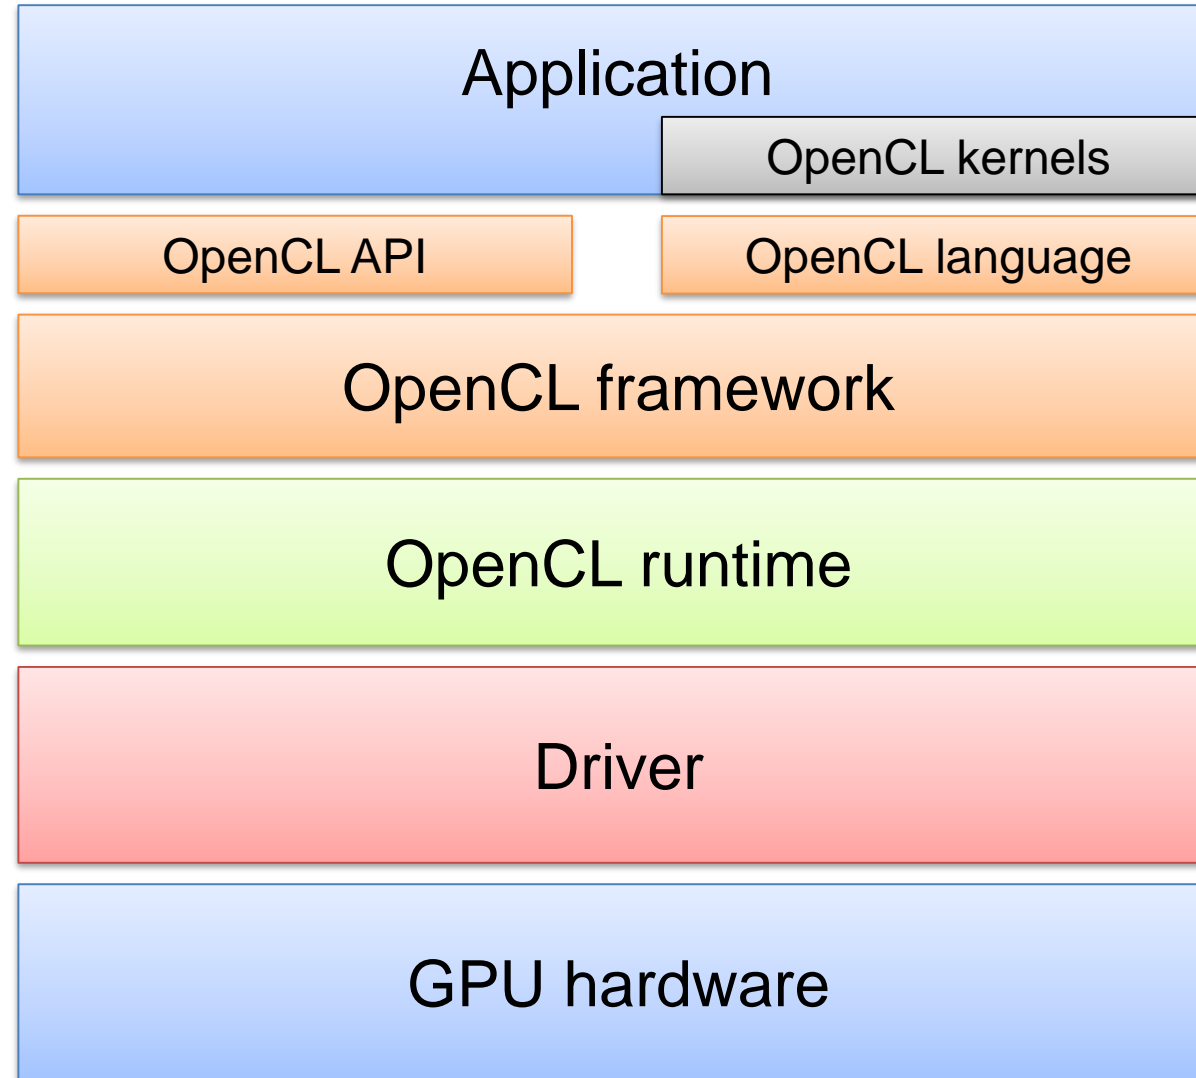 Application
OpenCL kernels
OpenCL API
OpenCL language
OpenCL framework
OpenCL runtime
Driver
GPU hardware